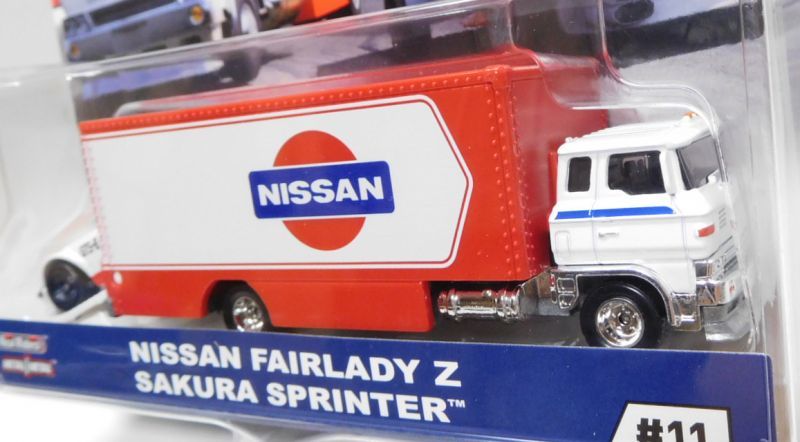 NISSAN
NISSAN FAIRLADY Z
SAKURA SPRINTER™
#11